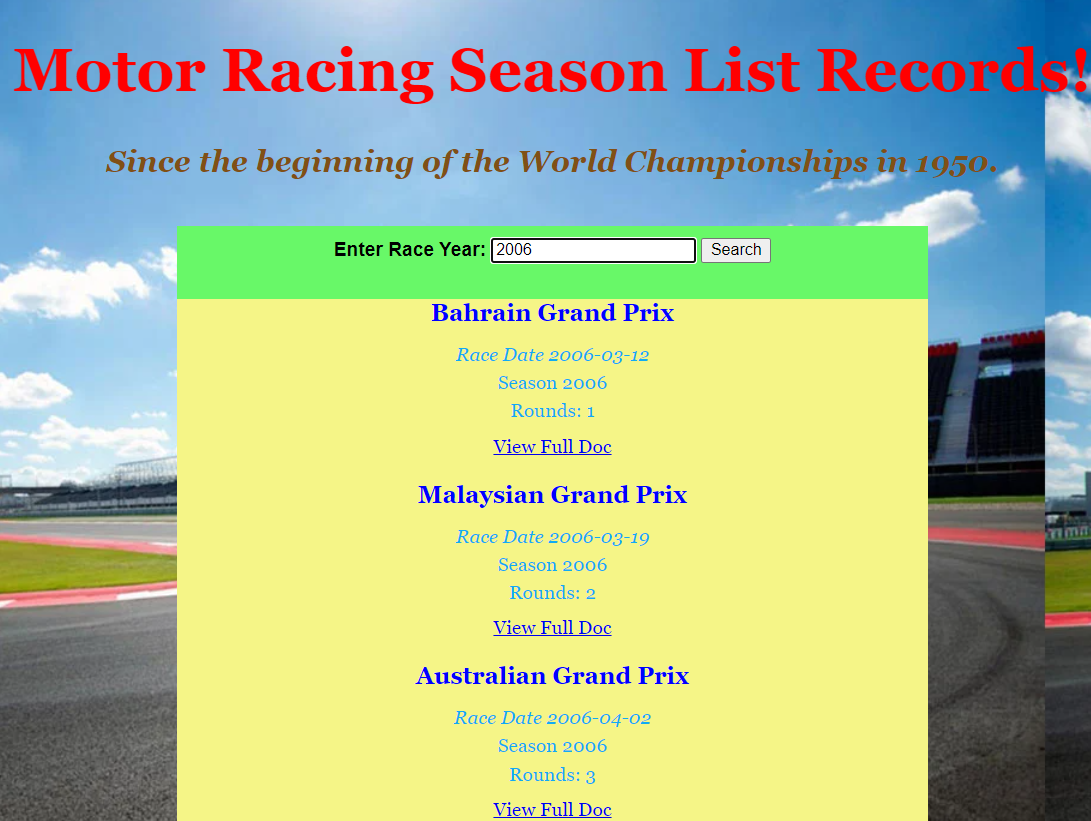 Motor Racing Season List Records!
Since the beginning of the World Championships in 1950.
Enter Race Year: 2006 Search
Bahrain Grand Prix
Race Date 2006-03-12
Season 2006
Rounds: 1
View Full Doc
Malaysian Grand Prix
Race Date 2006-03-19
Season 2006
Rounds: 2
View Full Doc
Australian Grand Prix
Race Date 2006-04-02
Season 2006
Rounds: 3
View Full Doc